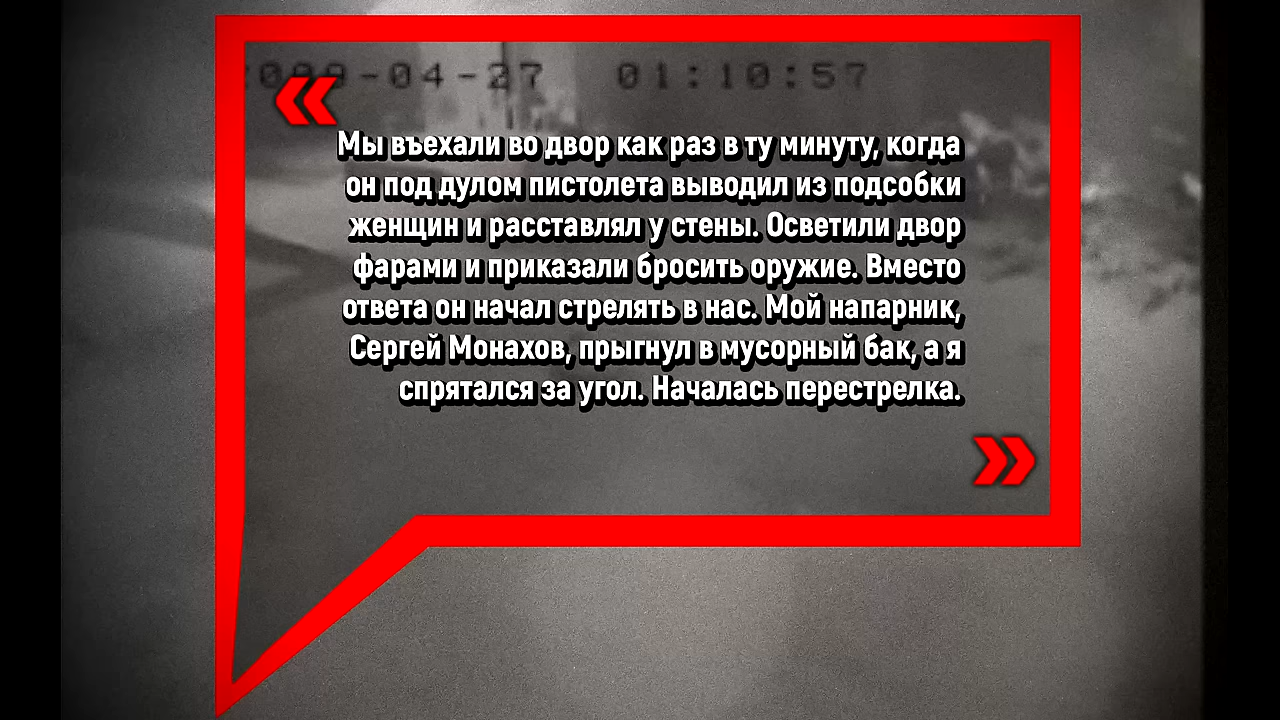 009-04-27 01:10:57
«
Мы въехали во двор как раз в ту минуту, когда
он под дулом пистолета выводил из подсобки
женщин и расставлял у стены. Осветили двор
фарами и приказали бросить оружие. Вместо
ответа он начал стрелять в нас. Мой напарник,
Сергей Монахов, прыгнул в мусорный бак, а я
спрятался за угол. Началась перестрелка.
»